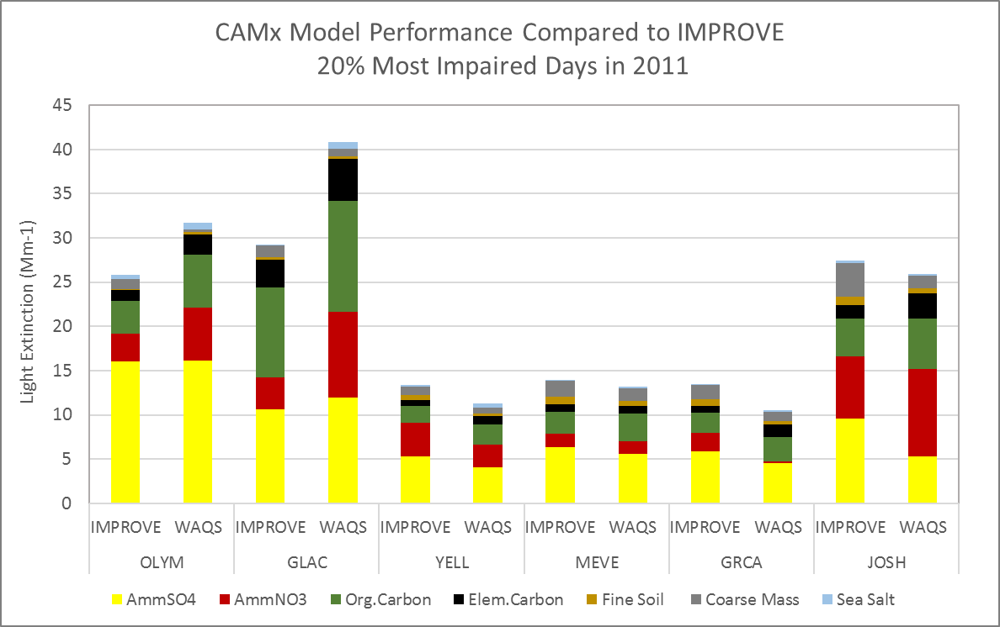 CAMx Model Performance Compared to IMPROVE
20% Most Impaired Days in 2011
45
40
35
30
25
20
15
10
5
0
Light Extinction (Mm-1)
IMPROVE WAQS IMPROVE WAQS IMPROVE WAQS IMPROVE WAQS IMPROVE WAQS IMPROVE WAQS
OLYM GLAC YELL MEVE GRCA JOSH
AmmSO4 AmmNO3 Org.Carbon Elem.Carbon Fine Soil Coarse Mass Sea Salt